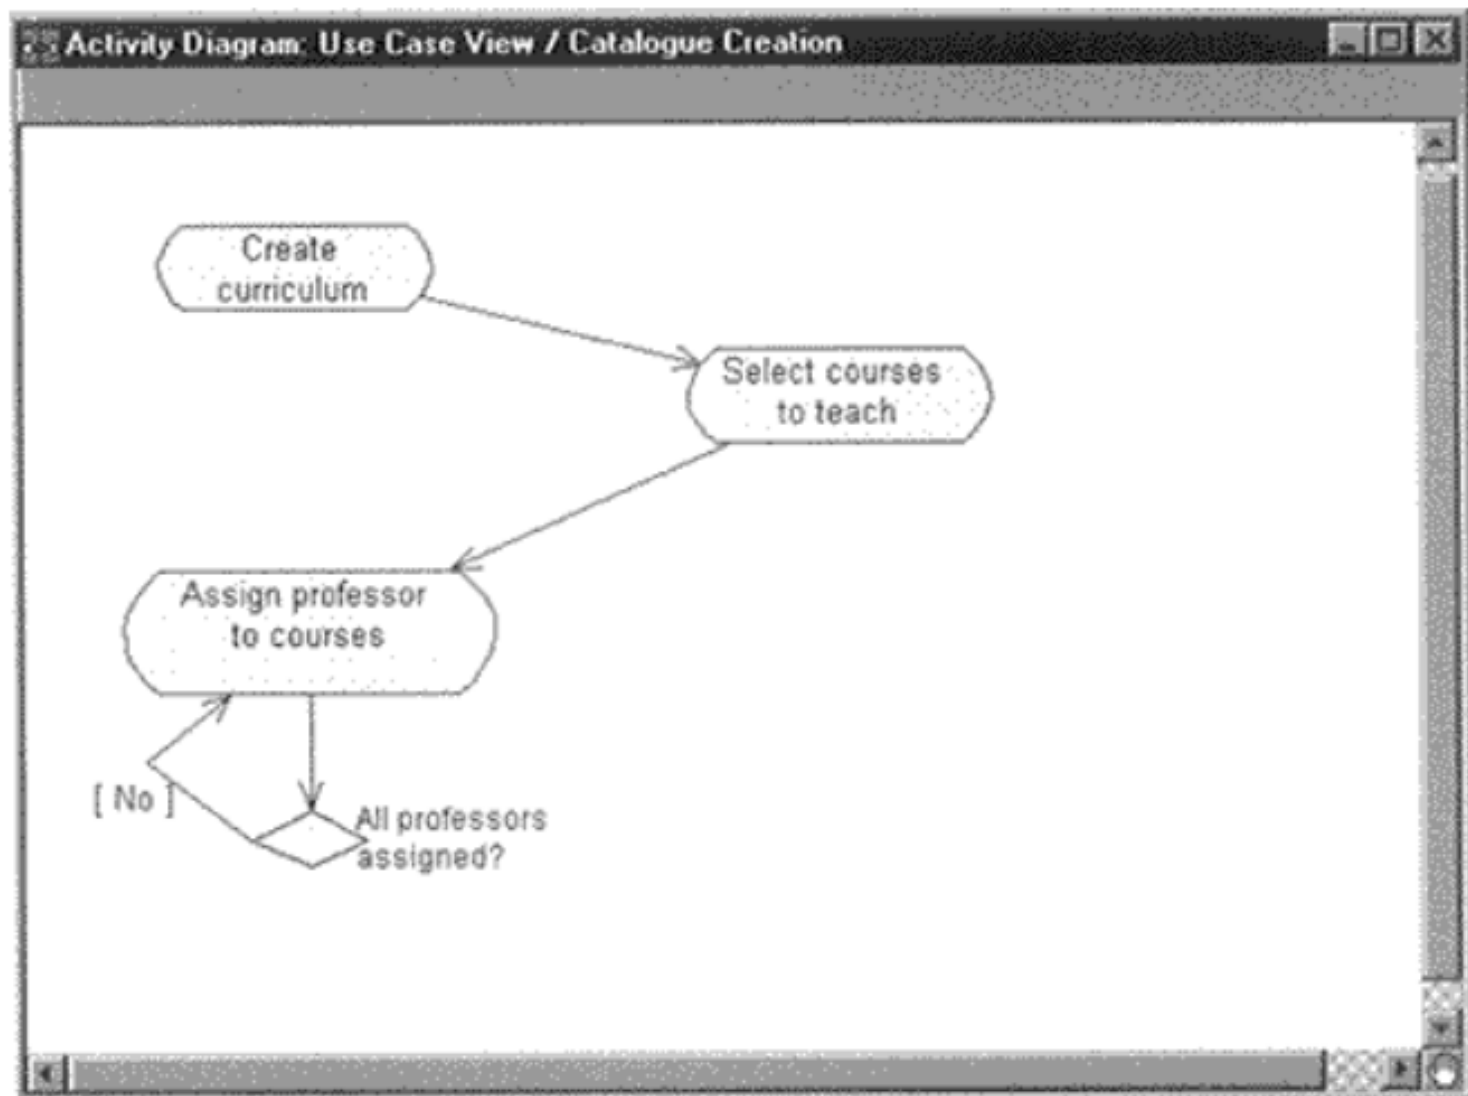 Activity Diagram: Use Case View / Catalogue Creation
Create
curriculum
Select courses
to teach
Assign professor
to courses
[ No ]
All professors
assigned?